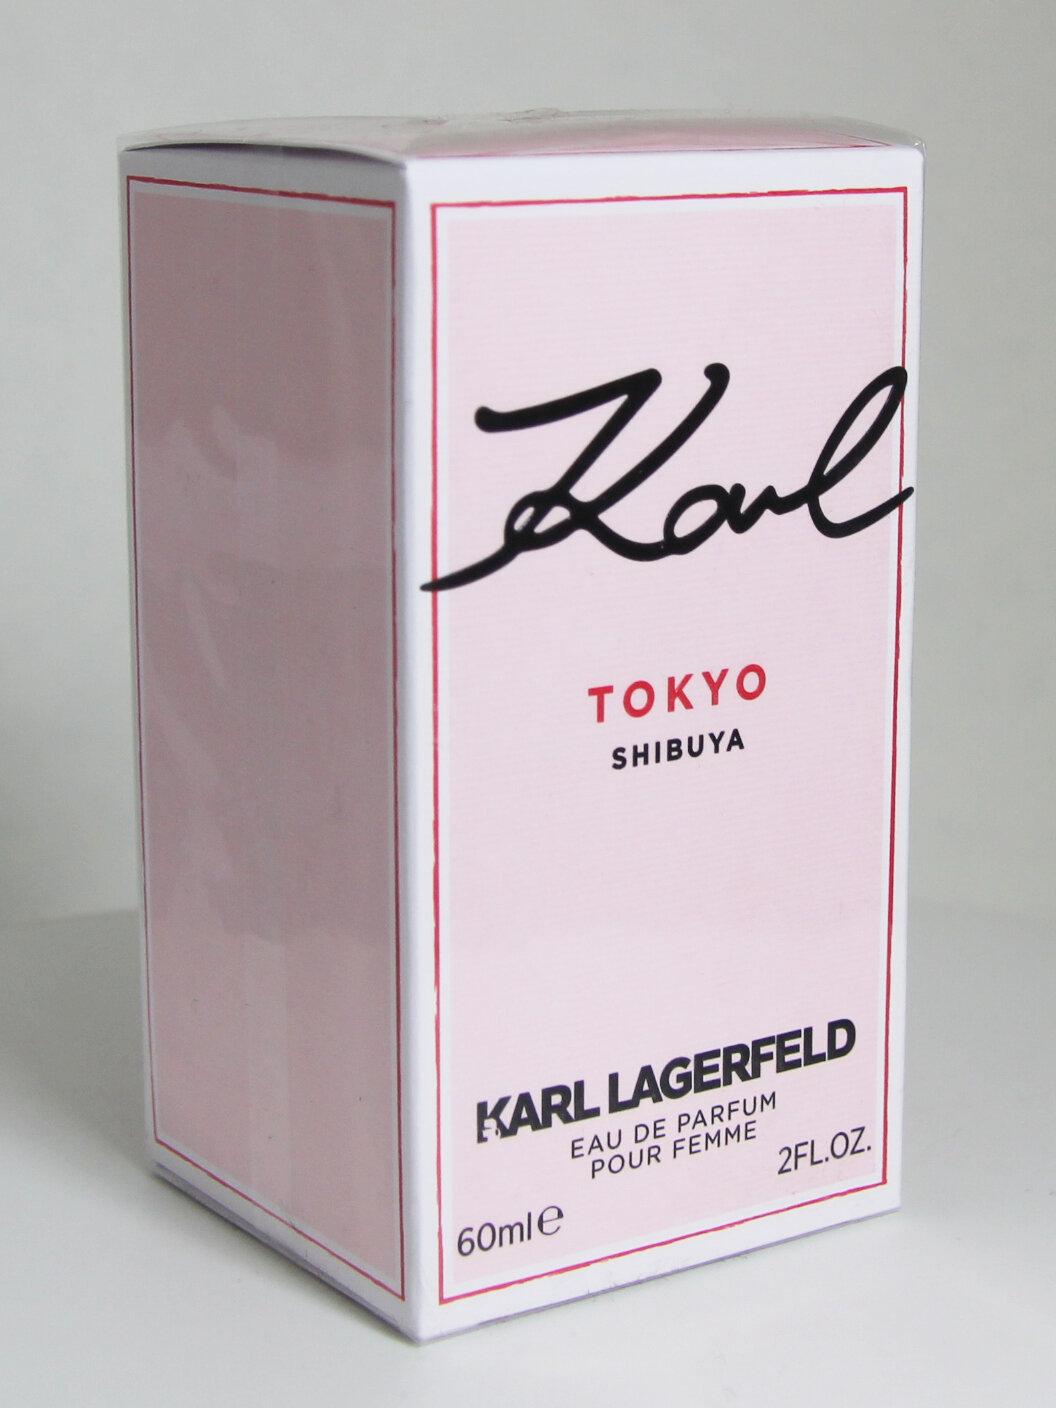 Karl
TOKYO
SHIBUYA
KARL LAGERFELD
EAU DE PARFUM
POUR FEMME
2FL.OZ.
60ml℮